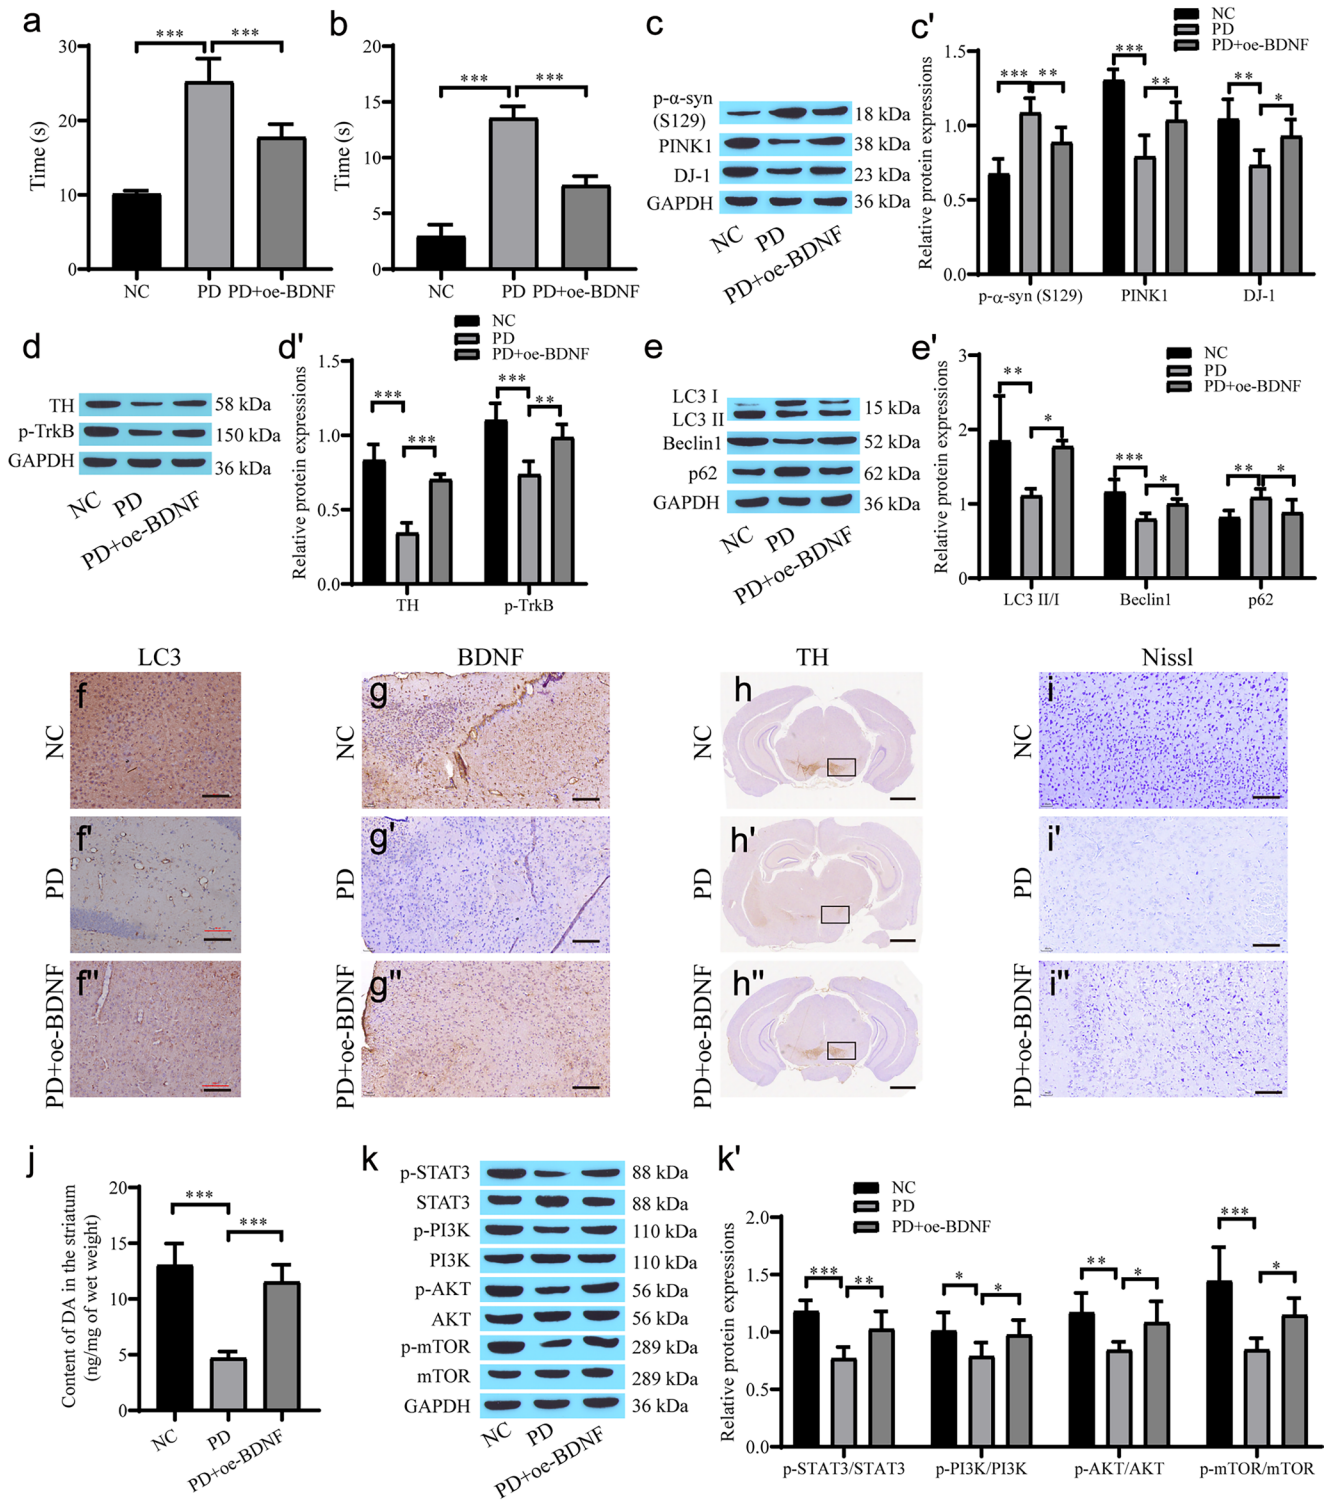 a
Time (s)
30
20
10
0
***
***
NC
PD
PD+oe-BDNF
b
Time (s)
20
15
10
5
0
***
***
NC
PD
PD+oe-BDNF
c
p-α-syn
(S129)
18 kDa
PINK1
38 kDa
DJ-1
23 kDa
GAPDH
36 kDa
NC
PD
PD+oe-BDNF
c'
NC
PD
PD+oe-BDNF
Relative protein expressions
1.5
1.0
0.5
0.0
***
**
***
**
**
*
p-α-syn (S129)
PINK1
DJ-1
d
TH
58 kDa
p-TrkB
150 kDa
GAPDH
36 kDa
NC
PD
PD+oe-BDNF
d'
NC
PD
PD+oe-BDNF
Relative protein expressions
1.5
1.0
0.5
0.0
***
***
***
**
TH
p-TrkB
e
LC3 I
LC3 II
15 kDa
Beclin1
52 kDa
p62
62 kDa
GAPDH
36 kDa
NC
PD
PD+oe-BDNF
e'
NC
PD
PD+oe-BDNF
Relative protein expressions
3
2
1
0
**
*
***
*
**
*
LC3 II/I
Beclin1
p62
LC3
BDNF
TH
Nissl
NC
f
NC
g
NC
h
NC
i
PD
f'
PD
g'
PD
h'
PD
i'
PD+oe-BDNF
f''
PD+oe-BDNF
g''
PD+oe-BDNF
h''
PD+oe-BDNF
i''
j
Content of DA in the striatum
(ng/mg of wet weight)
20
15
10
5
0
***
***
NC
PD
PD+oe-BDNF
k
p-STAT3
88 kDa
STAT3
88 kDa
p-PI3K
110 kDa
PI3K
110 kDa
p-AKT
56 kDa
AKT
56 kDa
p-mTOR
289 kDa
mTOR
289 kDa
GAPDH
36 kDa
NC
PD
PD+oe-BDNF
k'
NC
PD
PD+oe-BDNF
Relative protein expressions
2.0
1.5
1.0
0.5
0.0
***
**
*
*
**
*
***
*
p-STAT3/STAT3
p-PI3K/PI3K
p-AKT/AKT
p-mTOR/mTOR